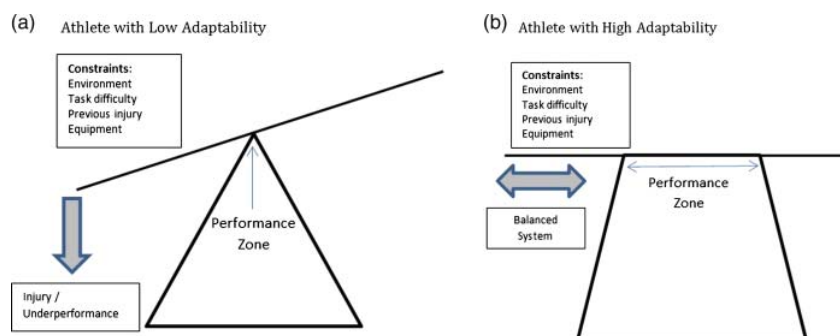 (a) Athlete with Low Adaptability
Constraints:
Environment
Task difficulty
Previous injury
Equipment
Performance
Zone
Injury /
Underperformance
(b) Athlete with High Adaptability
Constraints:
Environment
Task difficulty
Previous injury
Equipment
Performance
Zone
Balanced
System